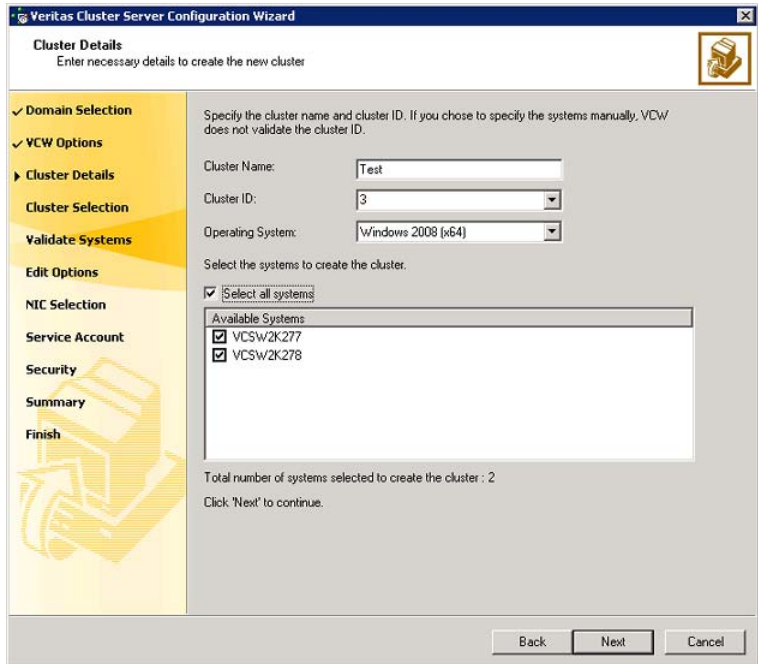 Veritas Cluster Server Configuration Wizard
Cluster Details
Enter necessary details to create the new cluster
Domain Selection
VCW Options
Cluster Details
Cluster Selection
Validate Systems
Edit Options
NIC Selection
Service Account
Security
Summary
Finish
Specify the cluster name and cluster ID. If you chose to specify the systems manually, VCW
does not validate the cluster ID.
Cluster Name:
Test
Cluster ID:
3
Operating System:
Windows 2008 (x64)
Select the systems to create the cluster.
Select all systems
Available Systems
VCSW2K277
VCSW2K278
Total number of systems selected to create the cluster : 2
Click 'Next' to continue.
Back
Next
Cancel